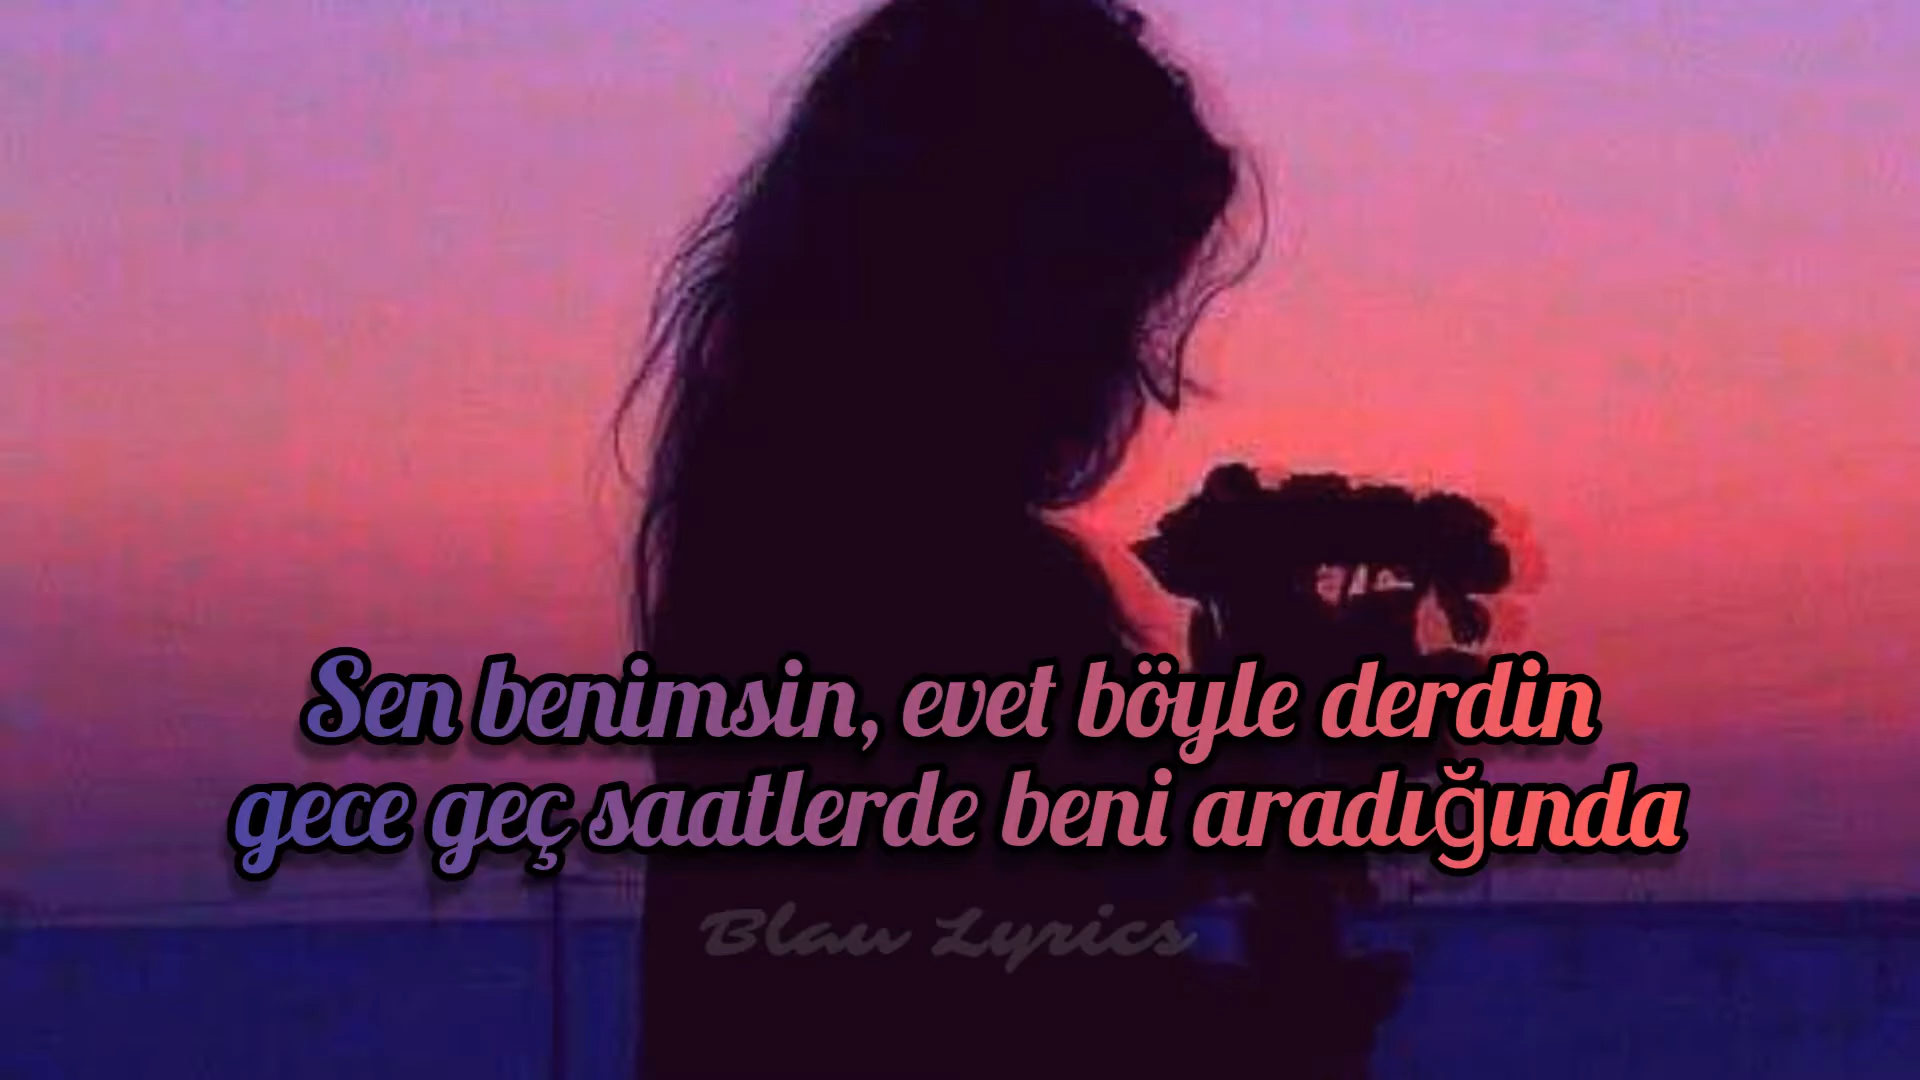 Sen benimsin, evet böyle derdin
gece geç saatlerde beni aradığında
Blau Lyrics